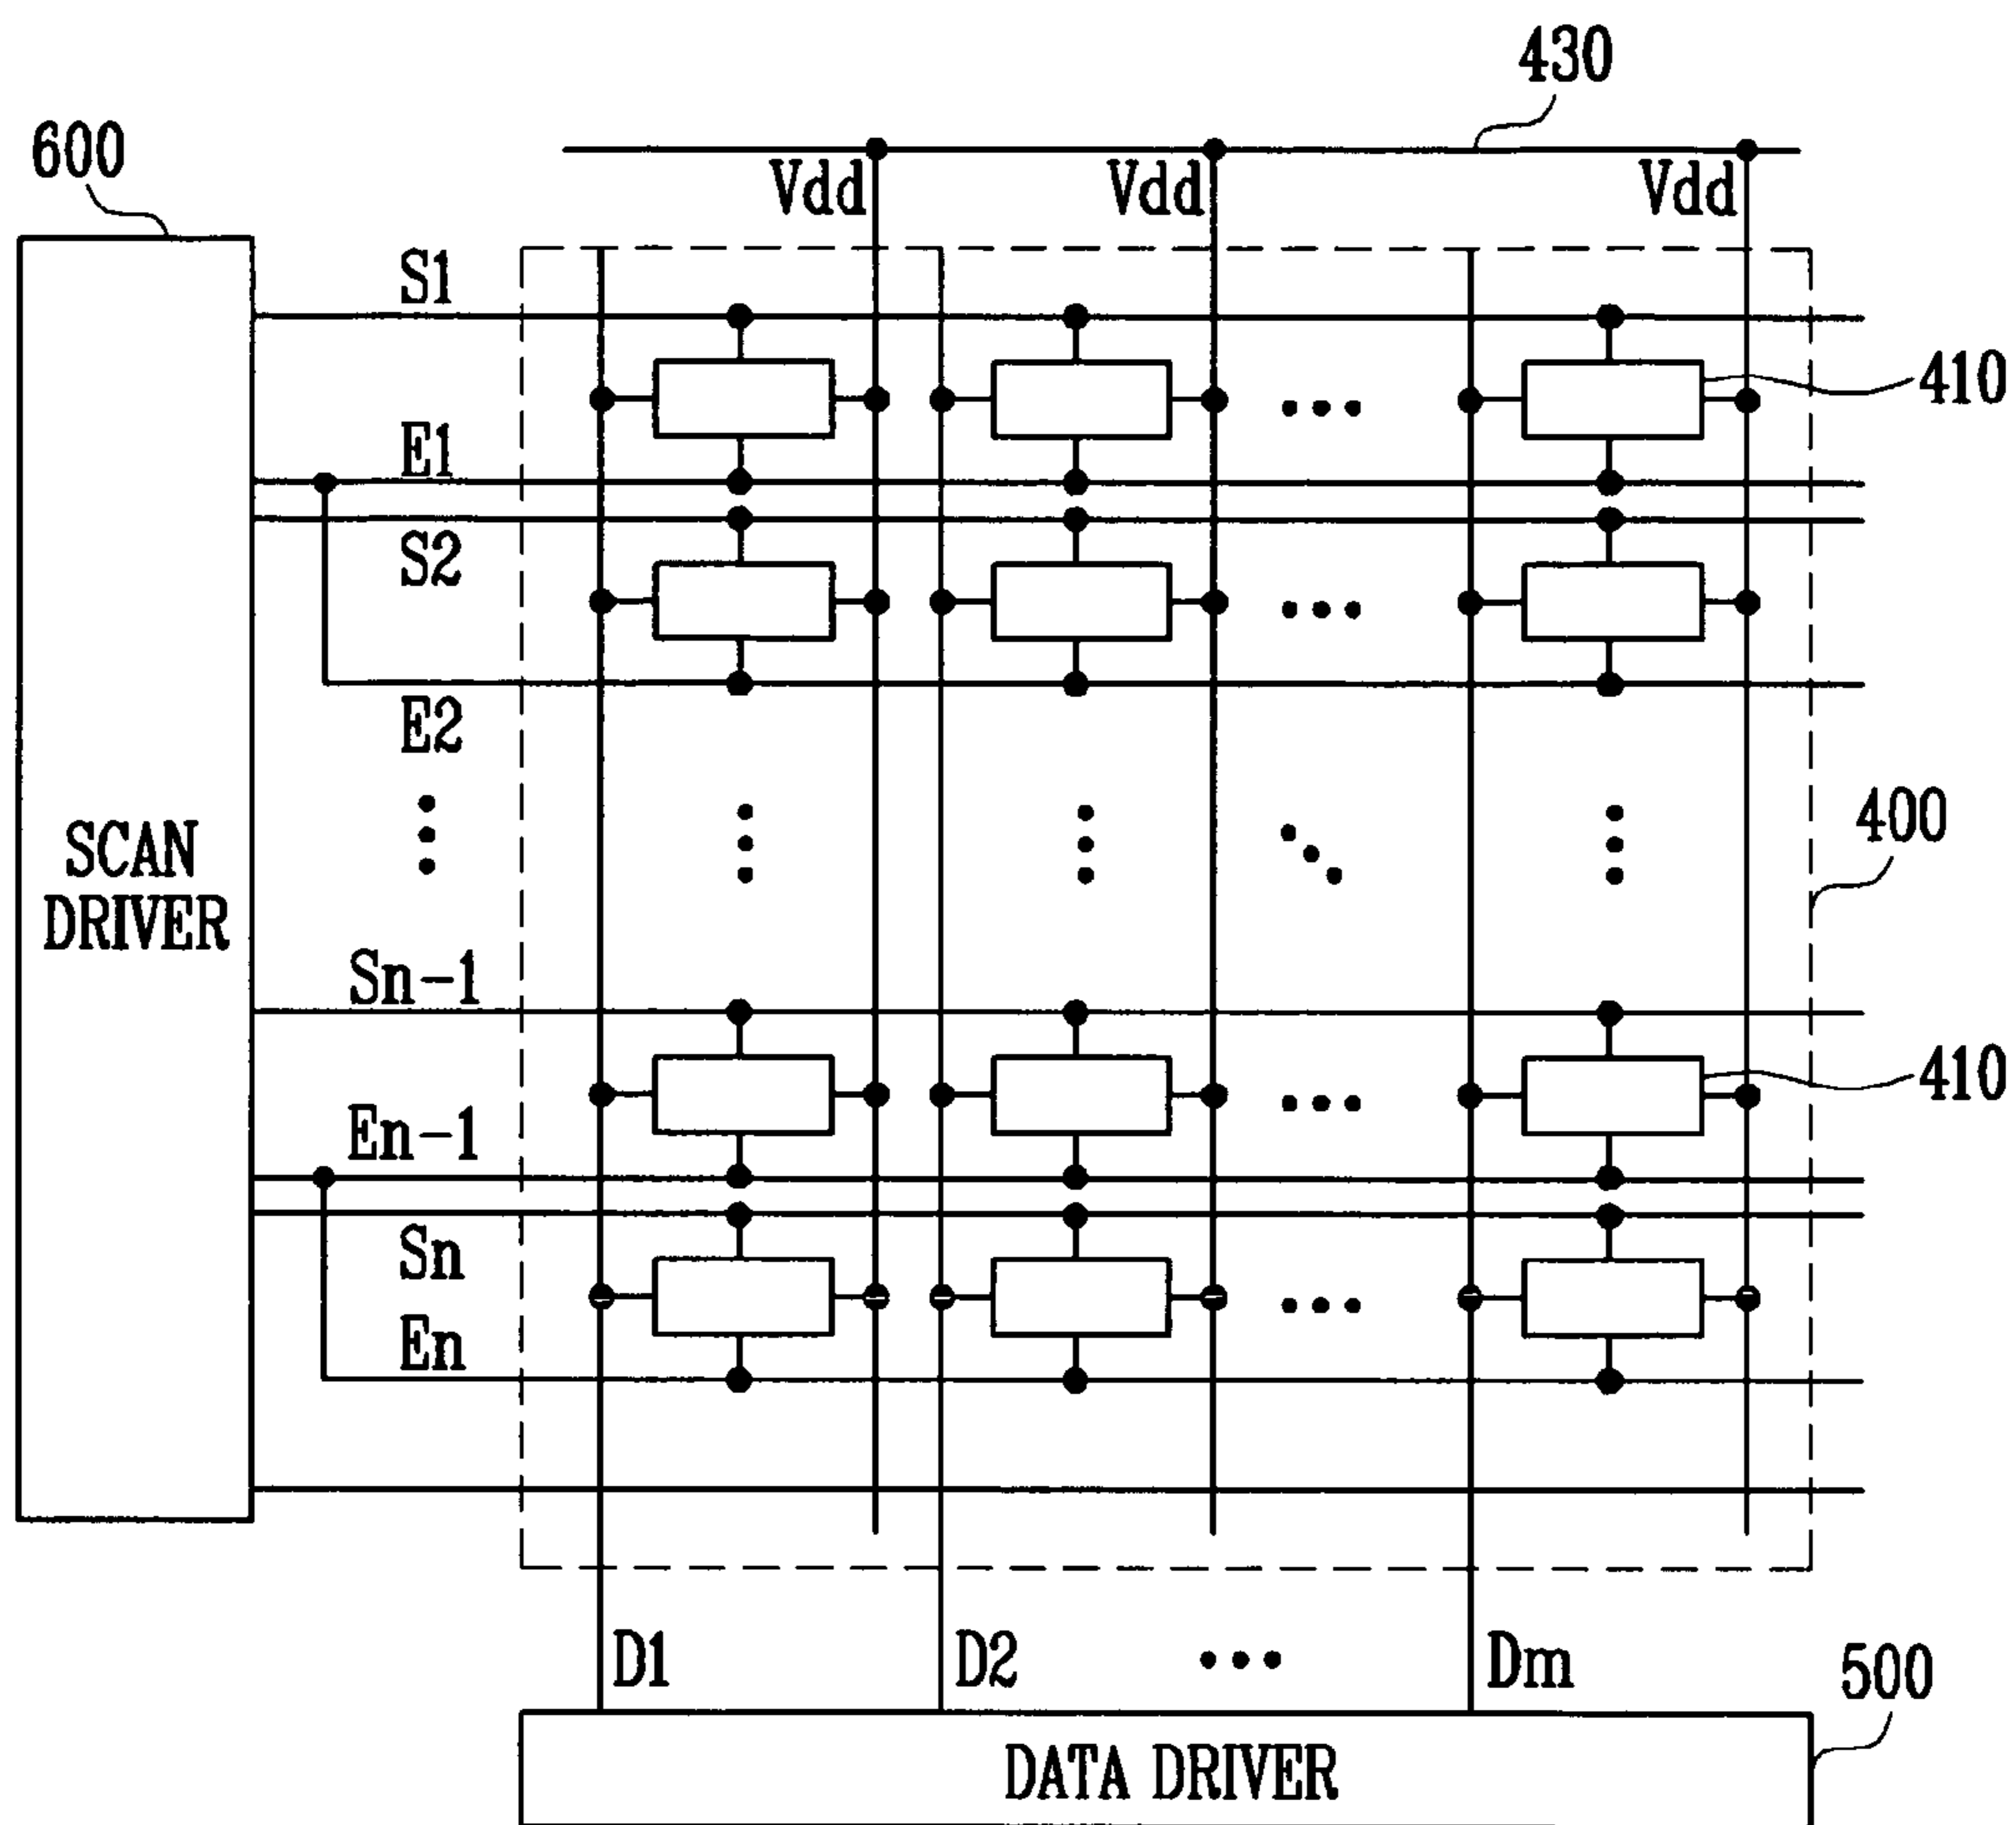 430
600
Vdd Vdd Vdd
S1
410
E1
S2
E2
400
SCAN
DRIVER
Sn-1
410
En-1
Sn
En
D1 D2 Dm
500
DATA DRIVER